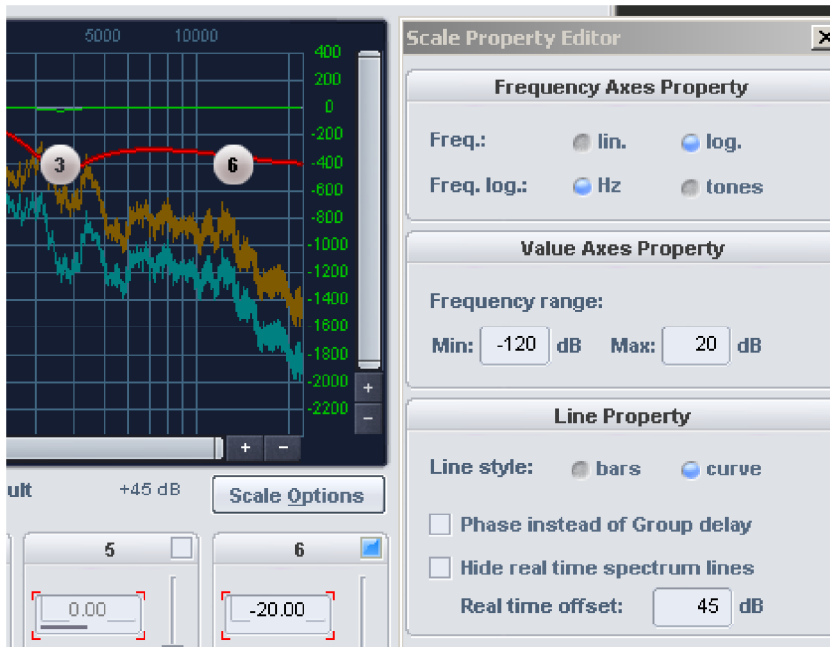 5000 10000
400
200
0
-200
-400
-600
-800
-1000
-1200
-1400
-1600
-1800
-2000
-2200
3
6
+
−
+ −
ult +45 dB Scale Options
5 6
0.00 -20.00
Scale Property Editor
Frequency Axes Property
Freq.: lin. log.
Freq. log.: Hz tones
Value Axes Property
Frequency range:
Min: -120 dB Max: 20 dB
Line Property
Line style: bars curve
Phase instead of Group delay
Hide real time spectrum lines
Real time offset: 45 dB